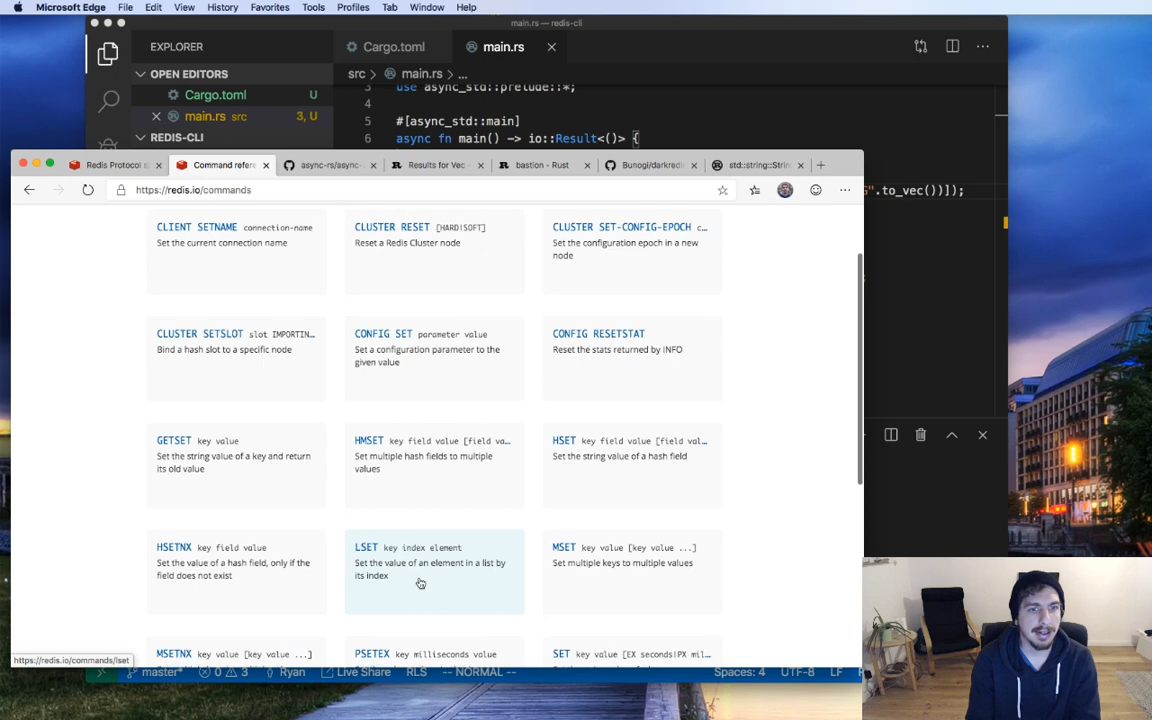 Microsoft Edge File Edit View History Favorites Tools Profiles Tab Window Help
main.rs — redis-cli
EXPLORER
Cargo.toml
main.rs
OPEN EDITORS
src > main.rs > ...
Cargo.toml U
3 use async_std::prelude::*;
main.rs src 3, U
4
5 #[async_std::main]
REDIS-CLI
6 async fn main() -> io::Result<()> {
Redis Protocol
Command refere
async-rs/async-
Results for Vec
bastion - Rust
Bunogi/darkredi
std::string::Strin
https://redis.io/commands
".to_vec())]);
CLIENT SETNAME connection-name
Set the current connection name
CLUSTER RESET [HARD|SOFT]
Reset a Redis Cluster node
CLUSTER SET-CONFIG-EPOCH c...
Set the configuration epoch in a new
node
CLUSTER SETSLOT slot IMPORTIN...
Bind a hash slot to a specific node
CONFIG SET parameter value
Set a configuration parameter to the
given value
CONFIG RESETSTAT
Reset the stats returned by INFO
GETSET key value
Set the string value of a key and return
its old value
HMSET key field value [field va...
Set multiple hash fields to multiple
values
HSET key field value [field val...
Set the string value of a hash field
HSETNX key field value
Set the value of a hash field, only if the
field does not exist
LSET key index element
Set the value of an element in a list by
its index
MSET key value [key value ...]
Set multiple keys to multiple values
MSETNX key value [key value ...]
PSETEX key milliseconds value
SET key value [EX seconds|PX mil...
https://redis.io/commands/lset
master* 0 3 Ryan Live Share RLS -- NORMAL -- Spaces: 4 UTF-8 LF